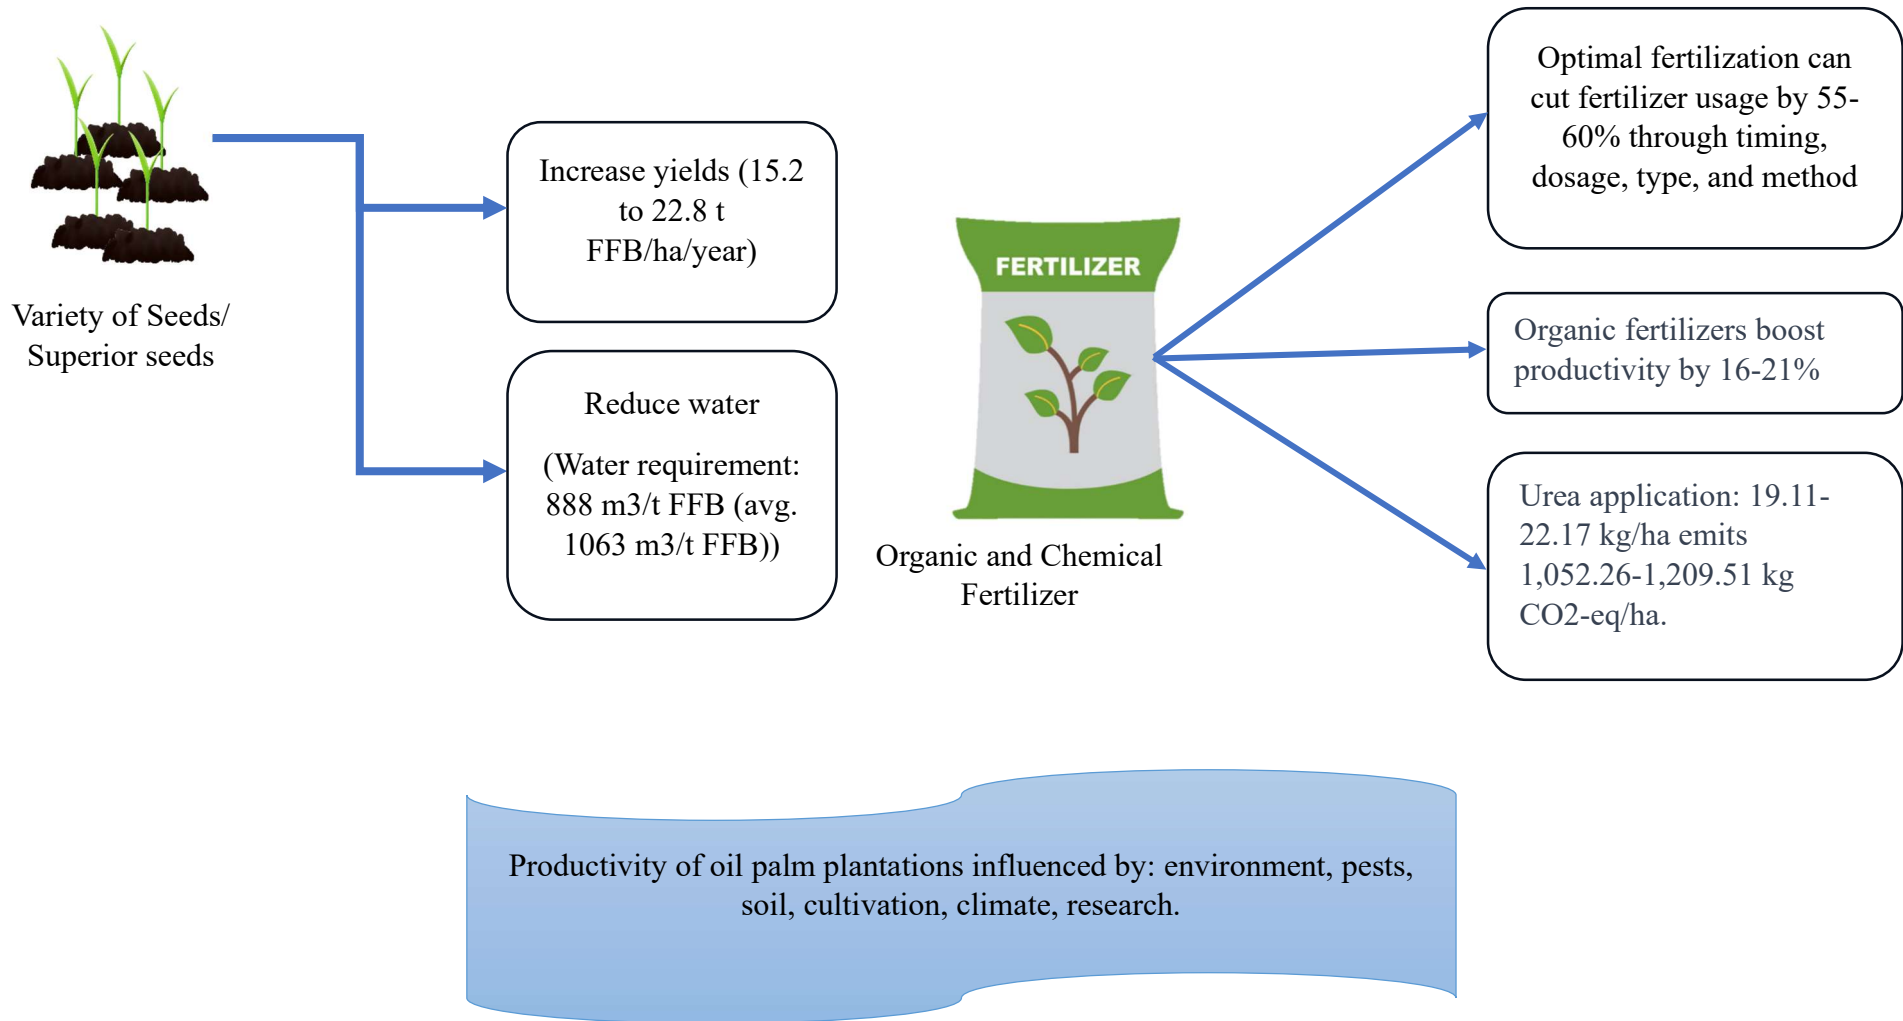 Variety of Seeds/
Superior seeds
Increase yields (15.2
to 22.8 t
FFB/ha/year)
Reduce water
(Water requirement:
888 m3/t FFB (avg.
1063 m3/t FFB))
FERTILIZER
Organic and Chemical
Fertilizer
Optimal fertilization can
cut fertilizer usage by 55-
60% through timing,
dosage, type, and method
Organic fertilizers boost
productivity by 16-21%
Urea application: 19.11-
22.17 kg/ha emits
1,052.26-1,209.51 kg
CO2-eq/ha.
Productivity of oil palm plantations influenced by: environment, pests,
soil, cultivation, climate, research.